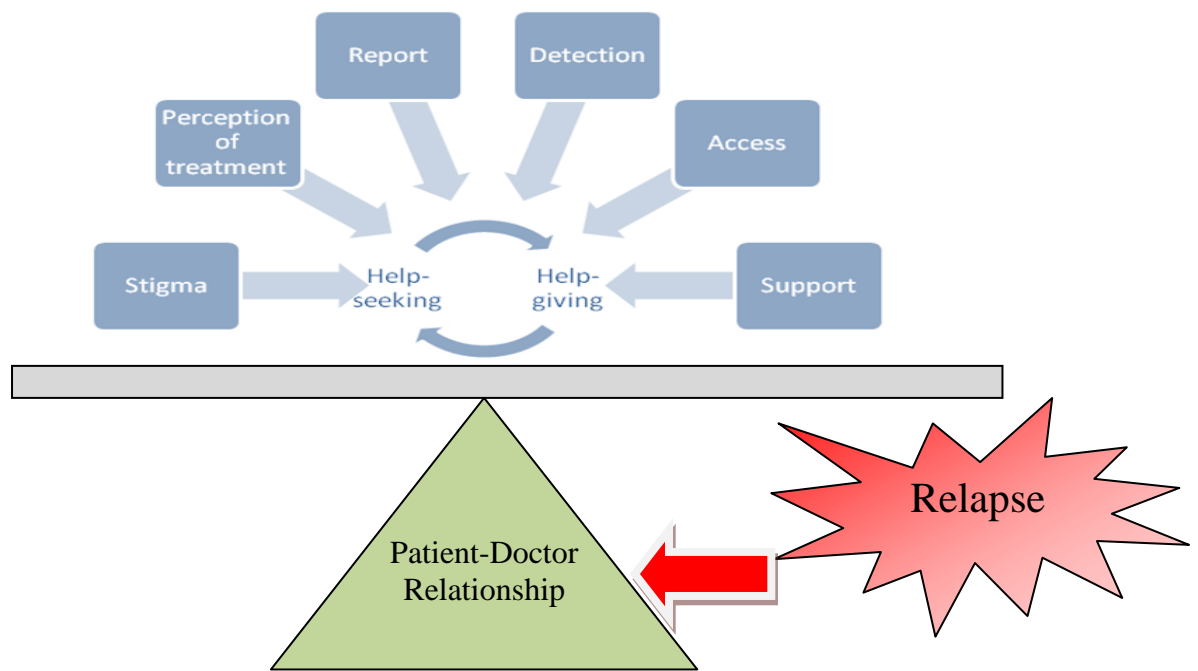 Report
Detection
Perception
of
treatment
Access
Stigma
Help-
seeking
Help-
giving
Support
Relapse
Patient-Doctor
Relationship